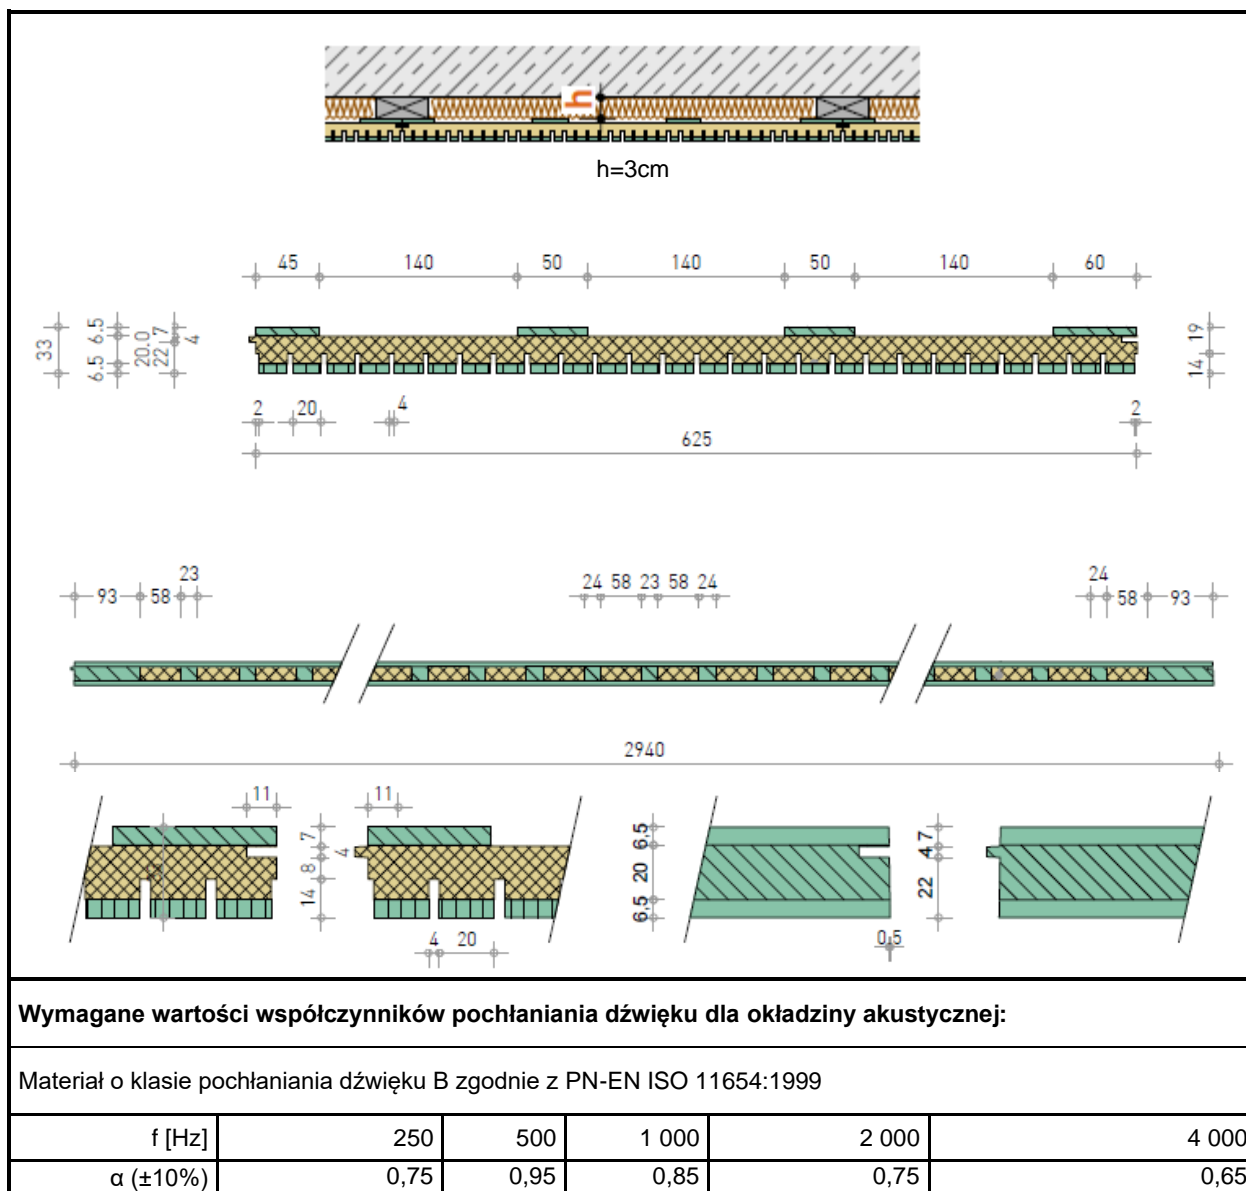 h
h=3cm
45 140 50 140 50 140 60
33 6.5 20.0 6.5 7 22 4 19 14
2 20 4 2
625
93 58 23 24 58 23 58 24 24 58 93
2940
11 11
7 4 8 14 6,5 20 6,5 7 4 22
4 20 0,5
Wymagane wartości współczynników pochłaniania dźwięku dla okładziny akustycznej:
Materiał o klasie pochłaniania dźwięku B zgodnie z PN-EN ISO 11654:1999
f [Hz] 250 500 1 000 2 000 4 000
α (±10%) 0,75 0,95 0,85 0,75 0,65